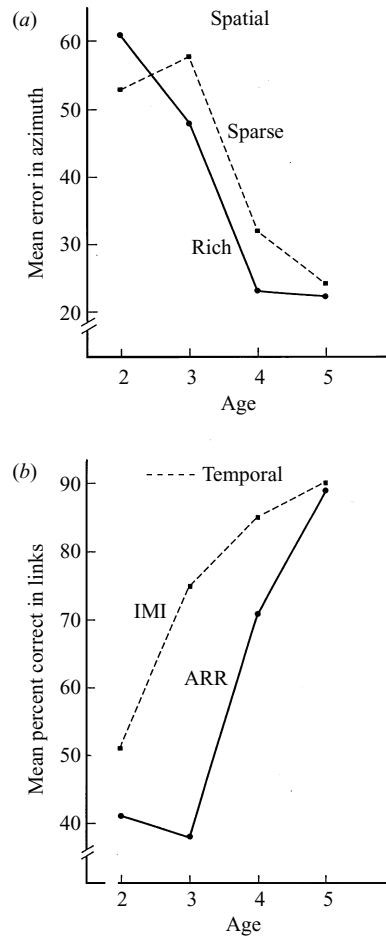 (a)
Spatial
60
50
40
30
20
Mean error in azimuth
Sparse
Rich
2 3 4 5
Age
(b)
Temporal
90
80
70
60
50
40
Mean percent correct in links
IMI
ARR
2 3 4 5
Age